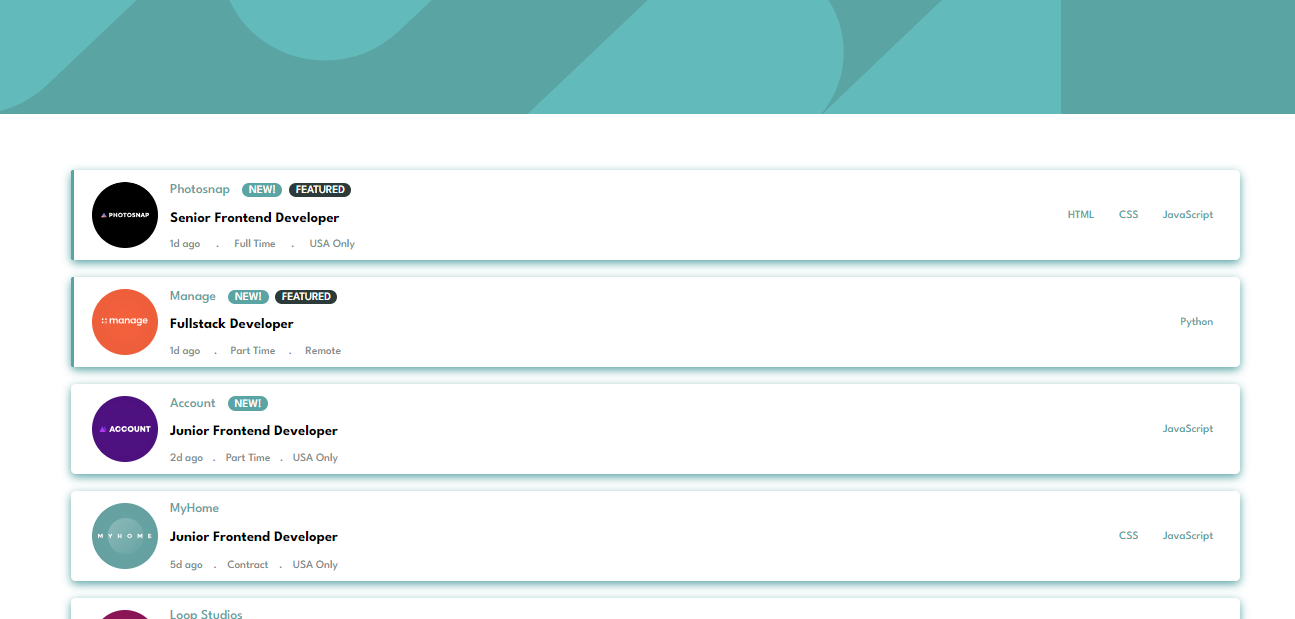 Photosnap NEW! FEATURED
PHOTOSNAP
Senior Frontend Developer
HTML CSS JavaScript
1d ago . Full Time . USA Only
Manage NEW! FEATURED
manage
Fullstack Developer
Python
1d ago . Part Time . Remote
Account NEW!
ACCOUNT
Junior Frontend Developer
JavaScript
2d ago . Part Time . USA Only
MyHome
MYHOME
Junior Frontend Developer
CSS JavaScript
5d ago . Contract . USA Only
Loop Studios